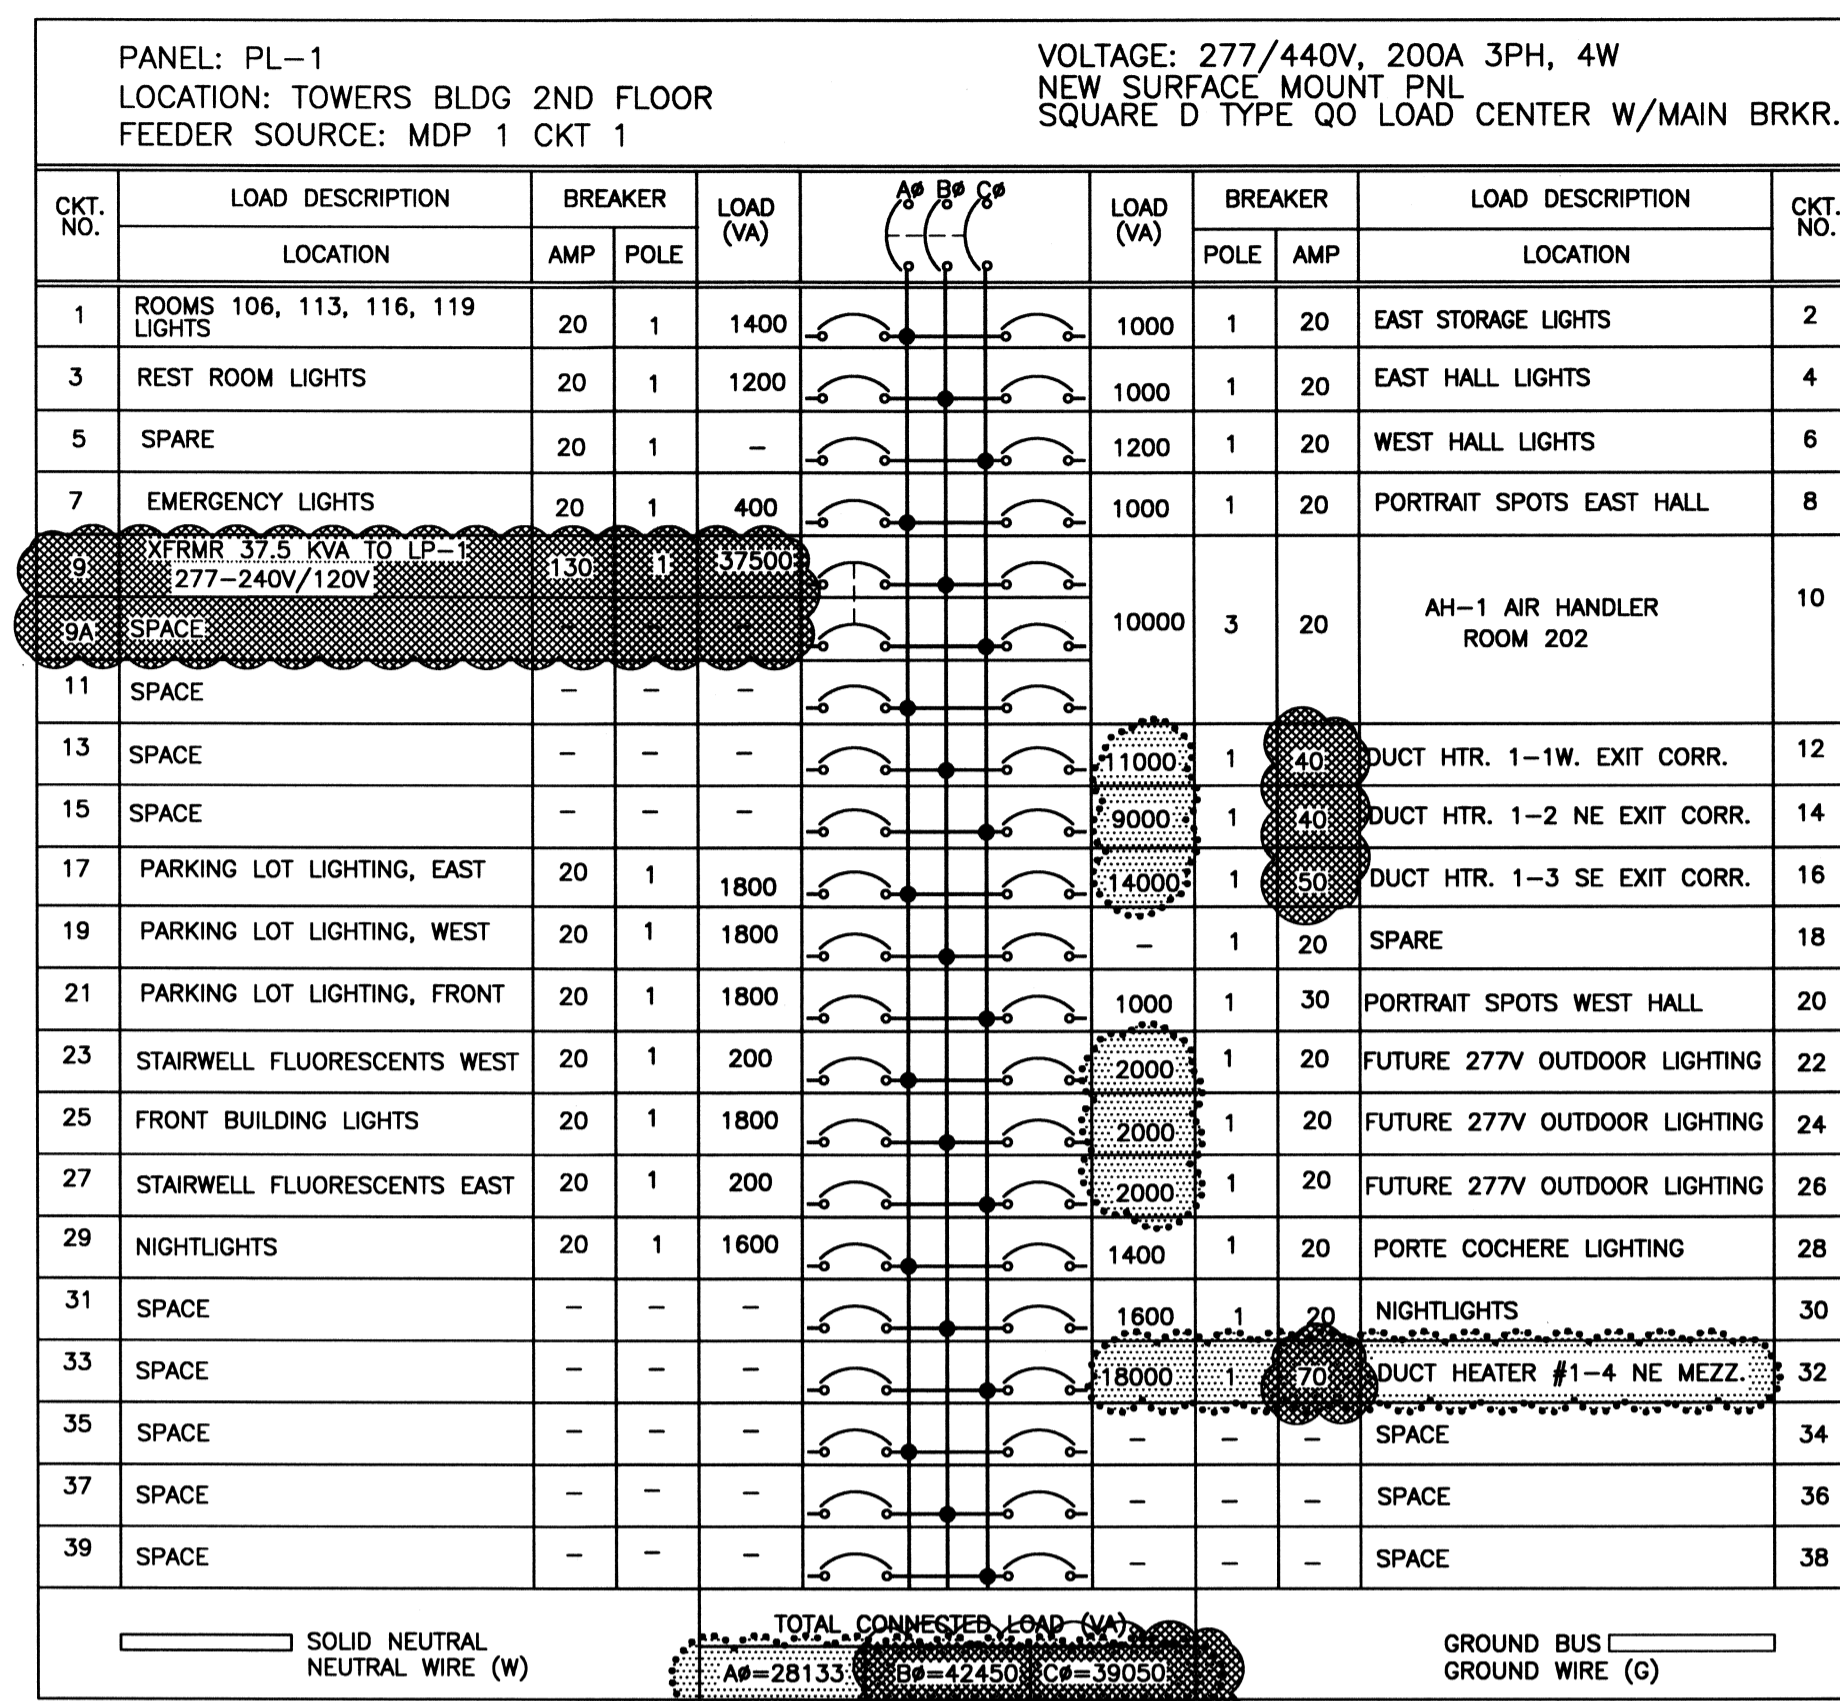 PANEL: PL-1
LOCATION: TOWERS BLDG 2ND FLOOR
FEEDER SOURCE: MDP 1 CKT 1
VOLTAGE: 277/440V, 200A 3PH, 4W
NEW SURFACE MOUNT PNL
SQUARE D TYPE QO LOAD CENTER W/MAIN BRKR.
CKT. NO. LOAD DESCRIPTION BREAKER LOAD (VA) AØ BØ CØ LOAD (VA) BREAKER LOAD DESCRIPTION CKT. NO.
LOCATION AMP POLE POLE AMP LOCATION
1 ROOMS 106, 113, 116, 119 LIGHTS 20 1 1400 1000 1 20 EAST STORAGE LIGHTS 2
3 REST ROOM LIGHTS 20 1 1200 1000 1 20 EAST HALL LIGHTS 4
5 SPARE 20 1 – 1200 1 20 WEST HALL LIGHTS 6
7 EMERGENCY LIGHTS 20 1 400 1000 1 20 PORTRAIT SPOTS EAST HALL 8
9 XFRMR 37.5 KVA TO LP-1 277-240V/120V 130 1 37500 10000 3 20 AH-1 AIR HANDLER ROOM 202 10
9A SPACE – – –
11 SPACE – – –
13 SPACE – – – 11000 1 40 DUCT HTR. 1-1W. EXIT CORR. 12
15 SPACE – – – 9000 1 40 DUCT HTR. 1-2 NE EXIT CORR. 14
17 PARKING LOT LIGHTING, EAST 20 1 1800 14000 1 50 DUCT HTR. 1-3 SE EXIT CORR. 16
19 PARKING LOT LIGHTING, WEST 20 1 1800 – 1 20 SPARE 18
21 PARKING LOT LIGHTING, FRONT 20 1 1800 1000 1 30 PORTRAIT SPOTS WEST HALL 20
23 STAIRWELL FLUORESCENTS WEST 20 1 200 2000 1 20 FUTURE 277V OUTDOOR LIGHTING 22
25 FRONT BUILDING LIGHTS 20 1 1800 2000 1 20 FUTURE 277V OUTDOOR LIGHTING 24
27 STAIRWELL FLUORESCENTS EAST 20 1 200 2000 1 20 FUTURE 277V OUTDOOR LIGHTING 26
29 NIGHTLIGHTS 20 1 1600 1400 1 20 PORTE COCHERE LIGHTING 28
31 SPACE – – – 1600 1 20 NIGHTLIGHTS 30
33 SPACE – – – 18000 1 70 DUCT HEATER #1-4 NE MEZZ. 32
35 SPACE – – – – – – SPACE 34
37 SPACE – – – – – – SPACE 36
39 SPACE – – – – – – SPACE 38
SOLID NEUTRAL
NEUTRAL WIRE (W)
TOTAL CONNECTED LOAD (VA)
AØ=28133 BØ=42450 CØ=39050
GROUND BUS
GROUND WIRE (G)